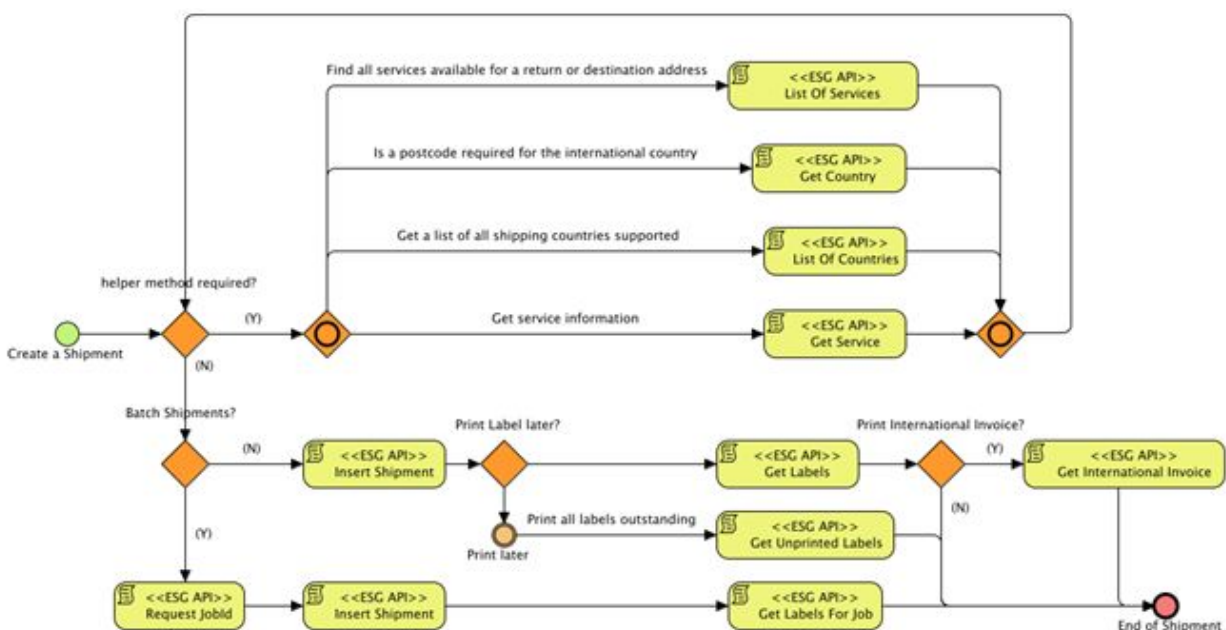 Find all services available for a return or destination address
<<ESG API>>
List Of Services
Is a postcode required for the international country
<<ESG API>>
Get Country
Get a list of all shipping countries supported
<<ESG API>>
List Of Countries
helper method required?
(Y)
Get service information
<<ESG API>>
Get Service
Create a Shipment
(N)
Batch Shipments?
(N)
<<ESG API>>
Insert Shipment
Print Label later?
<<ESG API>>
Get Labels
Print International Invoice?
(Y)
<<ESG API>>
Get International Invoice
(N)
(Y)
Print later
Print all labels outstanding
<<ESG API>>
Get Unprinted Labels
<<ESG API>>
Request JobId
<<ESG API>>
Insert Shipment
<<ESG API>>
Get Labels For Job
End of Shipment